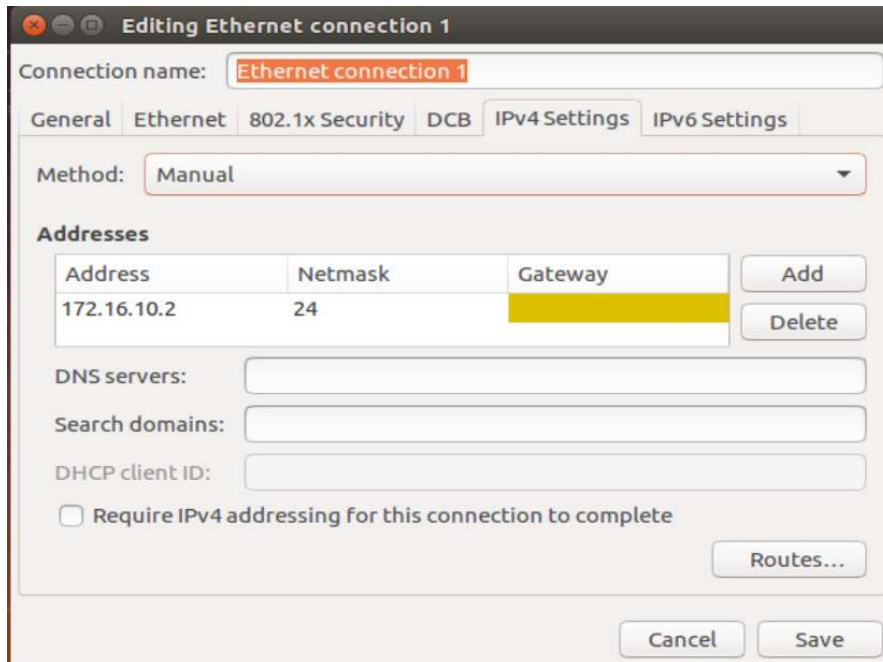 Editing Ethernet connection 1
Connection name: Ethernet connection 1
General Ethernet 802.1x Security DCB IPv4 Settings IPv6 Settings
Method: Manual
Addresses
Address Netmask Gateway Add
172.16.10.2 24
Delete
DNS servers:
Search domains:
DHCP client ID:
Require IPv4 addressing for this connection to complete
Routes...
Cancel Save